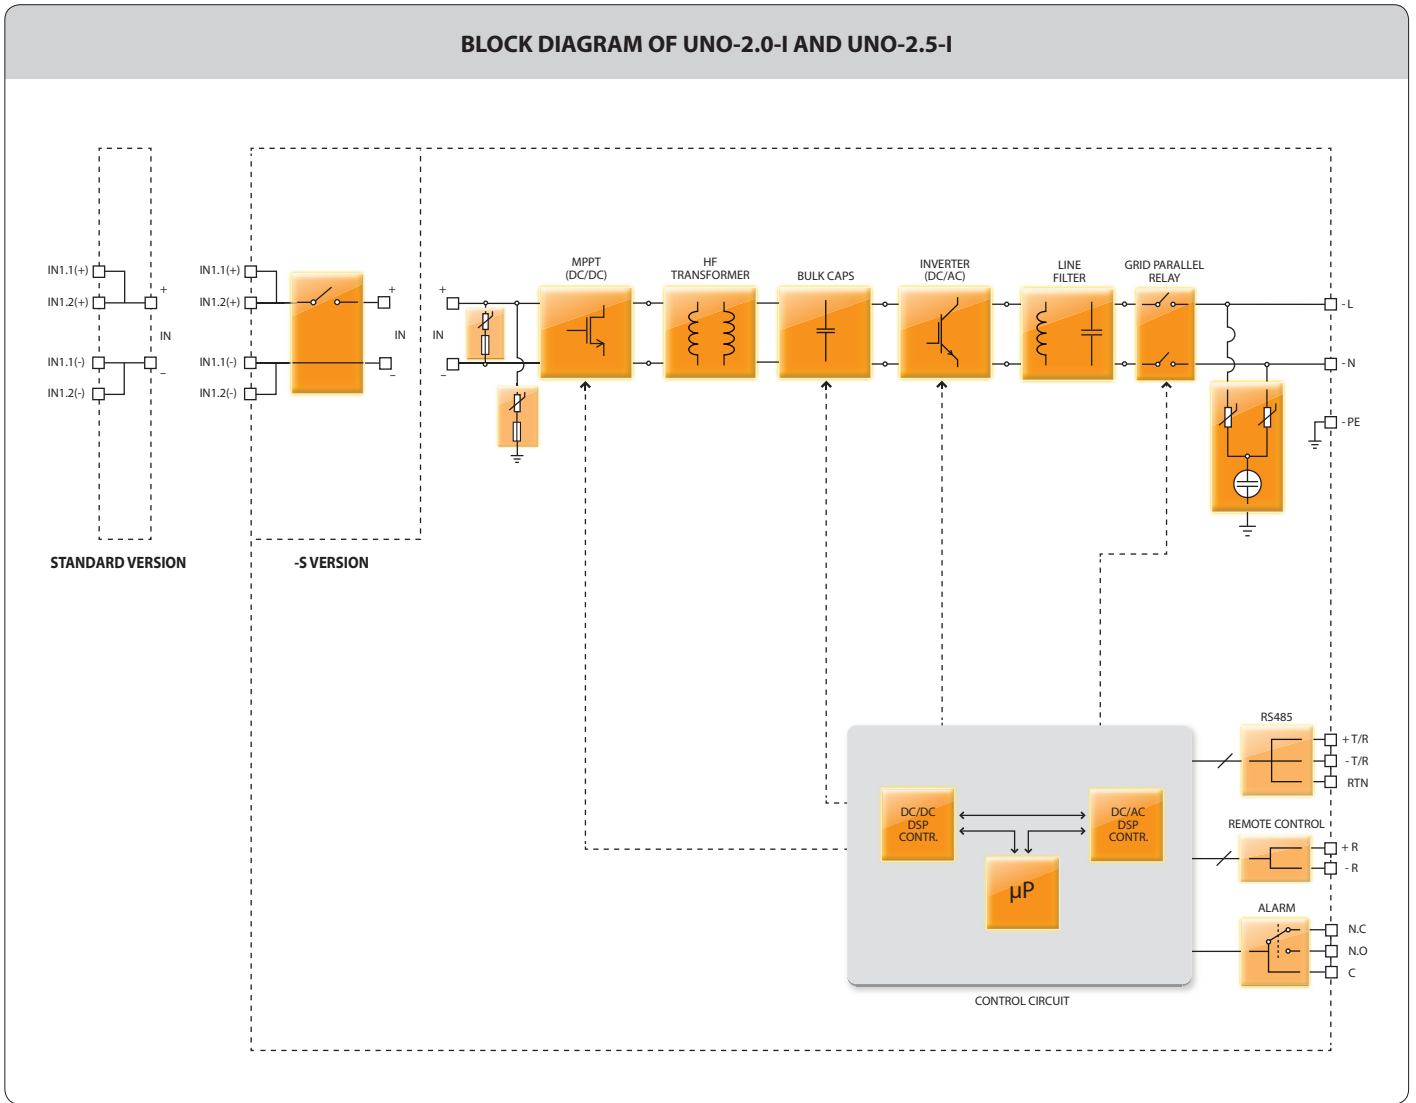 BLOCK DIAGRAM OF UNO-2.0-I AND UNO-2.5-I
IN1.1(+)
IN1.2(+)
+
IN
IN1.1(-)
IN1.2(-)
–
STANDARD VERSION
IN1.1(+)
IN1.2(+)
+
IN
IN1.1(-)
IN1.2(-)
–
-S VERSION
+
IN
–
MPPT
(DC/DC)
HF
TRANSFORMER
BULK CAPS
INVERTER
(DC/AC)
LINE
FILTER
GRID PARALLEL
RELAY
- L
- N
- PE
DC/DC
DSP
CONTR.
DC/AC
DSP
CONTR.
µP
CONTROL CIRCUIT
RS485
+ T/R
- T/R
RTN
REMOTE CONTROL
+ R
- R
ALARM
N.C
N.O
C